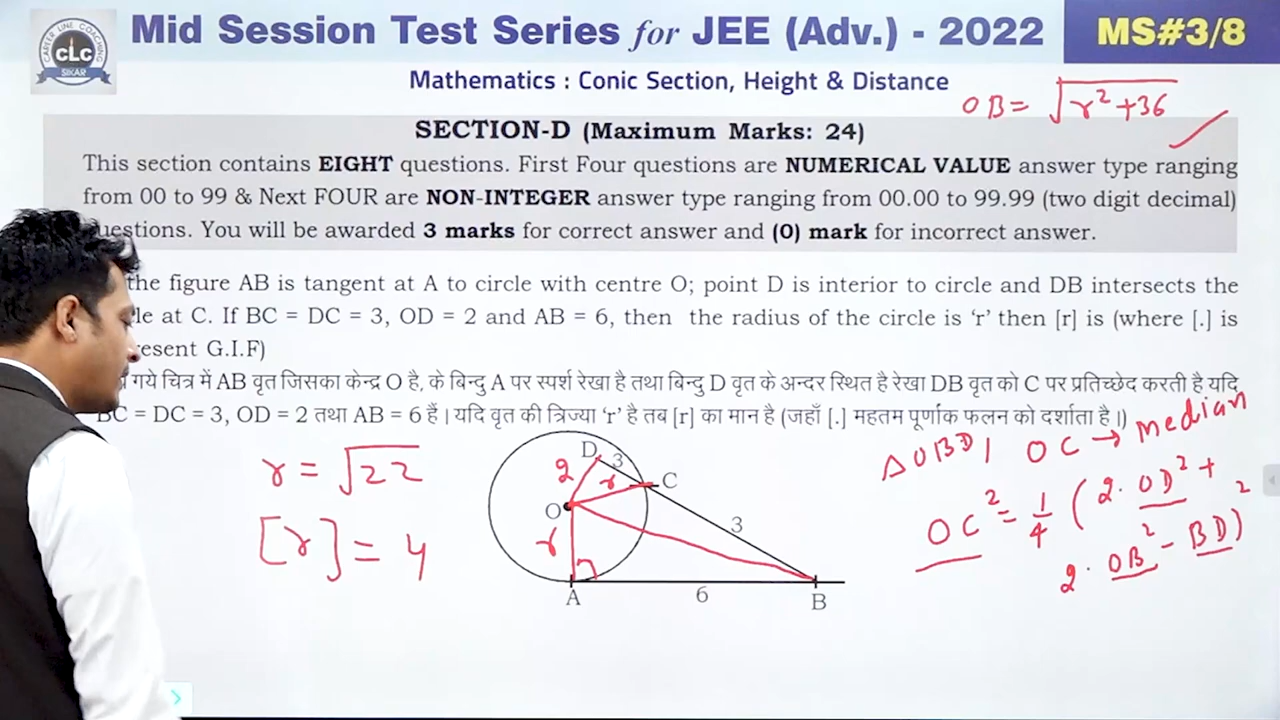 CAREER LINE COACHING
CLC
SIKAR
Mid Session Test Series for JEE (Adv.) - 2022
MS#3/8
Mathematics : Conic Section, Height & Distance
OB = √r² + 36
SECTION-D (Maximum Marks: 24)
This section contains EIGHT questions. First Four questions are NUMERICAL VALUE answer type ranging
from 00 to 99 & Next FOUR are NON-INTEGER answer type ranging from 00.00 to 99.99 (two digit decimal)
uestions. You will be awarded 3 marks for correct answer and (0) mark for incorrect answer.
the figure AB is tangent at A to circle with centre O; point D is interior to circle and DB intersects the
le at C. If BC = DC = 3, OD = 2 and AB = 6, then the radius of the circle is 'r' then [r] is (where [.] is
resent G.I.F)
गये चित्र में AB वृत जिसका केन्द्र O है, के बिन्दु A पर स्पर्श रेखा है तथा बिन्दु D वृत के अन्दर स्थित है रेखा DB वृत को C पर प्रतिच्छेद करती है यदि
BC = DC = 3, OD = 2 तथा AB = 6 हैं। यदि वृत की त्रिज्या 'r' है तब [r] का मान है (जहाँ [.] महतम पूर्णाक फलन को दर्शाता है।)
r = √22
[r] = 4
D
3
2
r
C
O
r
3
A
6
B
Δ OBD, OC → median
OC² = 1/4 (2. OD² +
2. OB² - BD²)